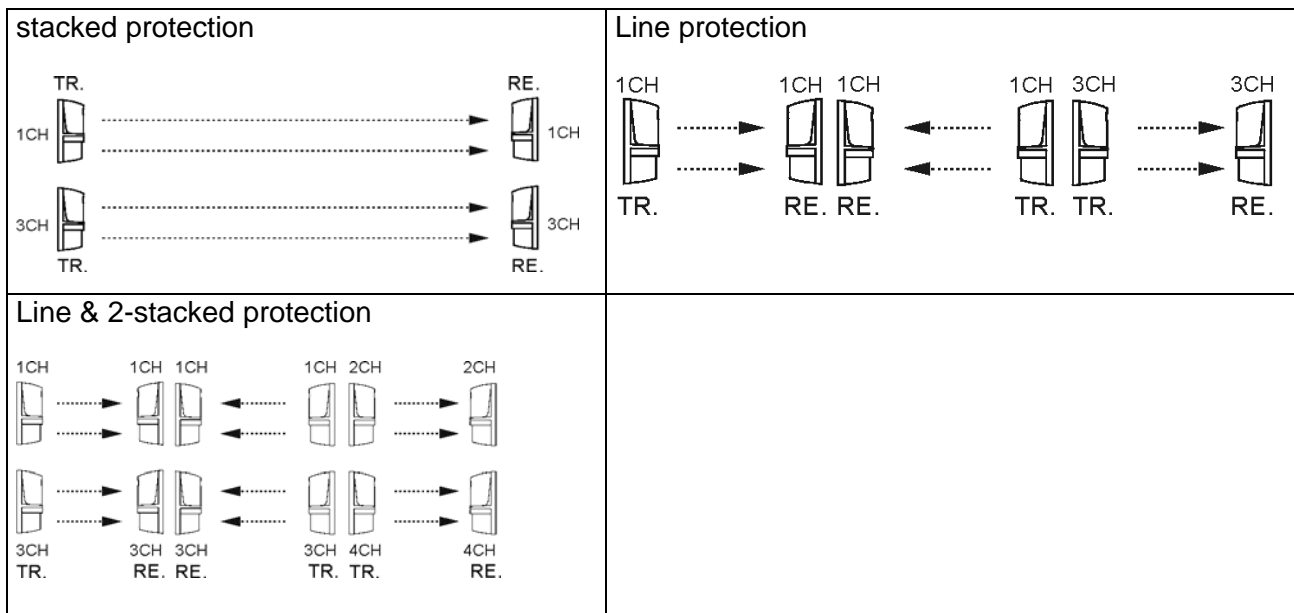 stacked protection
TR. RE.
1CH 1CH
3CH 3CH
TR. RE.
Line protection
1CH 1CH 1CH 1CH 3CH 3CH
TR. RE. RE. TR. TR. RE.
Line & 2-stacked protection
1CH 1CH 1CH 1CH 2CH 2CH
3CH 3CH 3CH 3CH 4CH 4CH
TR. RE. RE. TR. TR. RE.